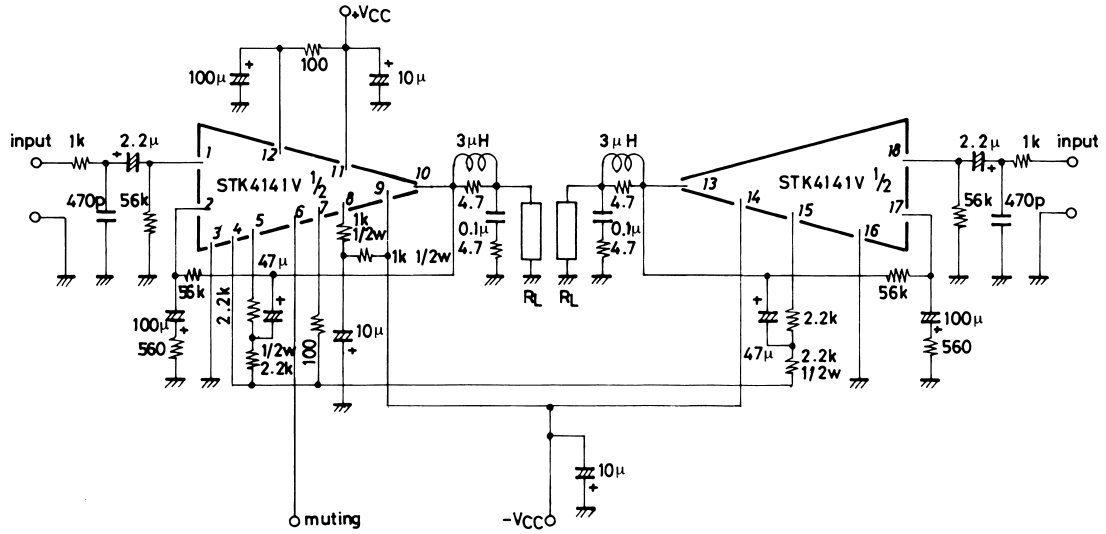 +VCC
100μ
+
100
+
10μ
input
1k
2.2μ
+
470p
56k
1
2
3
4
5
6
7
8
9
10
11
12
STK4141V 1/2
3μH
4.7
0.1μ
4.7
RL
3μH
4.7
0.1μ
4.7
RL
13
14
15
16
17
18
STK4141V 1/2
2.2μ
+
1k
input
56k
470p
56k
100μ
+
560
2.2k
47μ
+
1/2w
2.2k
100
1k
1/2w
1k 1/2w
10μ
+
+
47μ
2.2k
2.2k
1/2w
56k
100μ
+
560
10μ
+
muting
-VCC